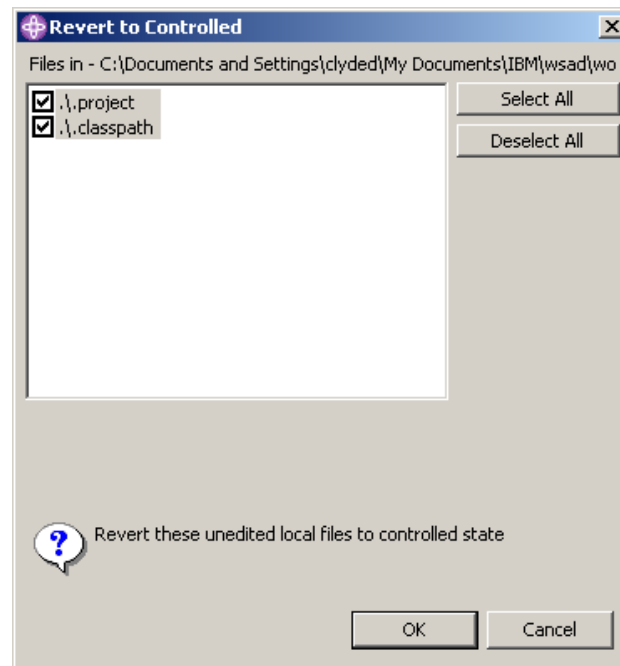 Revert to Controlled
Files in - C:\Documents and Settings\clyded\My Documents\IBM\wsad\wo
.\.project
.\.classpath
Select All
Deselect All
Revert these unedited local files to controlled state
OK
Cancel